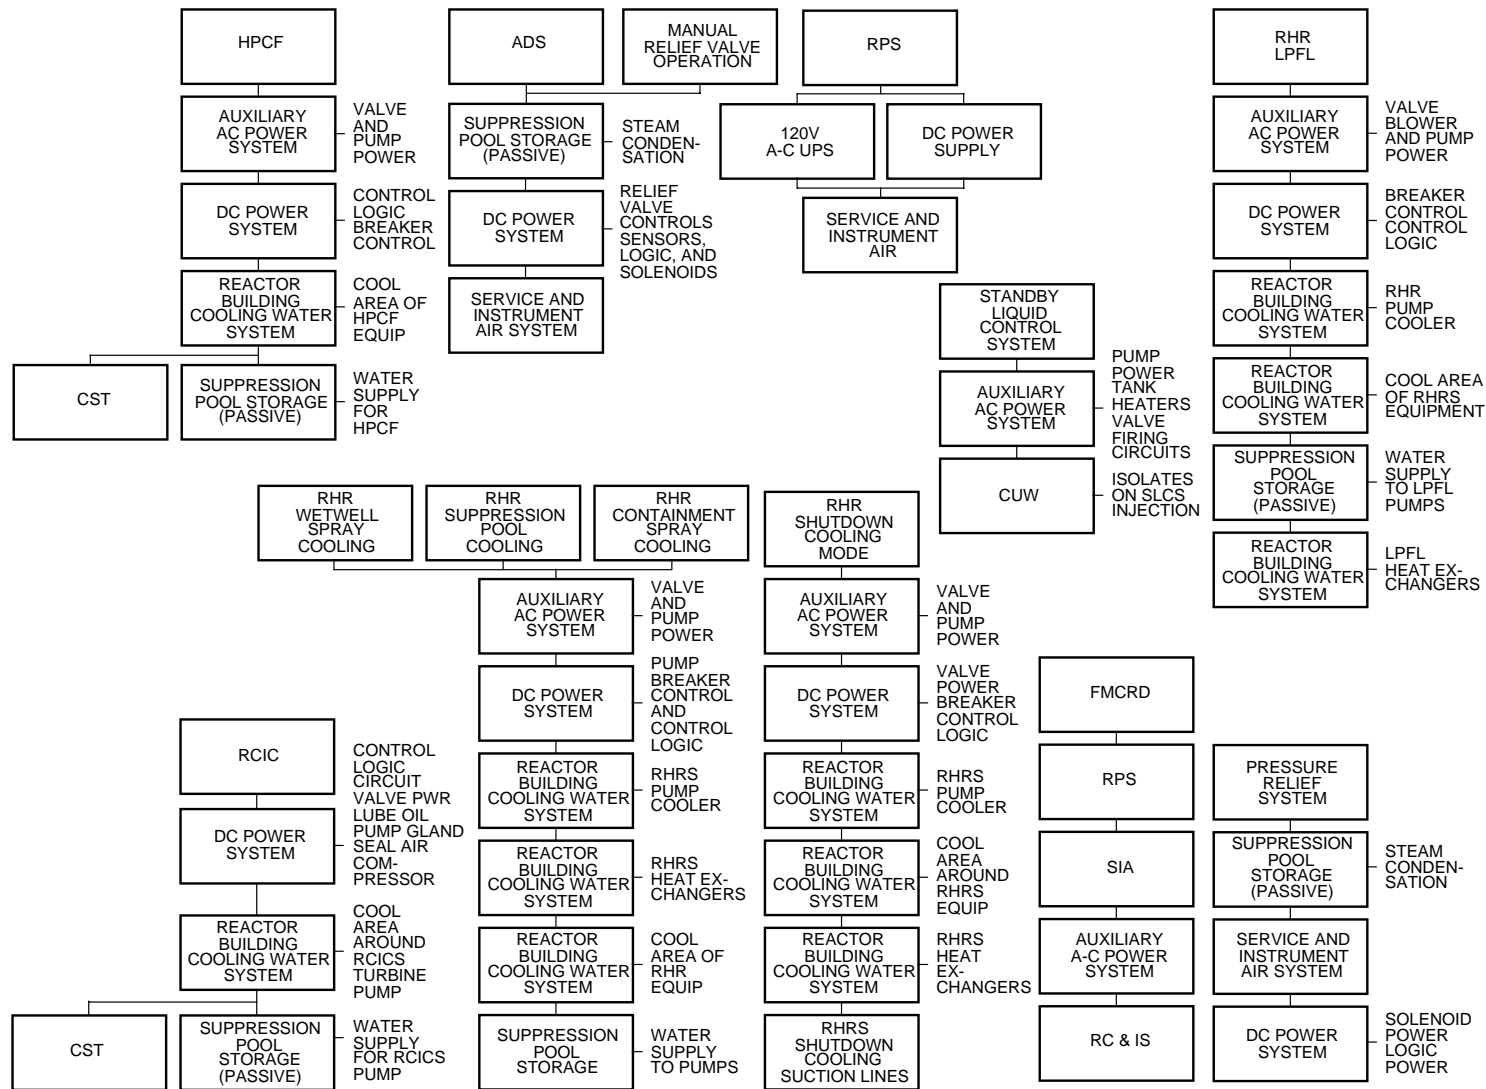 HPCF
AUXILIARY
AC POWER
SYSTEM
VALVE
AND
PUMP
POWER
DC POWER
SYSTEM
CONTROL
LOGIC
BREAKER
CONTROL
REACTOR
BUILDING
COOLING WATER
SYSTEM
COOL
AREA OF
HPCF
EQUIP
CST
SUPPRESSION
POOL STORAGE
(PASSIVE)
WATER
SUPPLY
FOR
HPCF
ADS
MANUAL
RELIEF VALVE
OPERATION
SUPPRESSION
POOL STORAGE
(PASSIVE)
STEAM
CONDEN-
SATION
DC POWER
SYSTEM
RELIEF
VALVE
CONTROLS
SENSORS,
LOGIC, AND
SOLENOIDS
SERVICE AND
INSTRUMENT
AIR SYSTEM
RPS
120V
A-C UPS
DC POWER
SUPPLY
SERVICE AND
INSTRUMENT
AIR
STANDBY
LIQUID
CONTROL
SYSTEM
AUXILIARY
AC POWER
SYSTEM
PUMP
POWER
TANK
HEATERS
VALVE
FIRING
CIRCUITS
CUW
ISOLATES
ON SLCS
INJECTION
RHR
LPFL
AUXILIARY
AC POWER
SYSTEM
VALVE
BLOWER
AND PUMP
POWER
DC POWER
SYSTEM
BREAKER
CONTROL
CONTROL
LOGIC
REACTOR
BUILDING
COOLING WATER
SYSTEM
RHR
PUMP
COOLER
REACTOR
BUILDING
COOLING WATER
SYSTEM
COOL AREA
OF RHRS
EQUIPMENT
SUPPRESSION
POOL
STORAGE
(PASSIVE)
WATER
SUPPLY
TO LPFL
PUMPS
REACTOR
BUILDING
COOLING WATER
SYSTEM
LPFL
HEAT EX-
CHANGERS
RHR
WETWELL
SPRAY
COOLING
RHR
SUPPRESSION
POOL
COOLING
RHR
CONTAINMENT
SPRAY
COOLING
AUXILIARY
AC POWER
SYSTEM
VALVE
AND
PUMP
POWER
DC POWER
SYSTEM
PUMP
BREAKER
CONTROL
AND
CONTROL
LOGIC
REACTOR
BUILDING
COOLING WATER
SYSTEM
RHRS
PUMP
COOLER
REACTOR
BUILDING
COOLING WATER
SYSTEM
RHRS
HEAT EX-
CHANGERS
REACTOR
BUILDING
COOLING WATER
SYSTEM
COOL
AREA OF
RHR
EQUIP
SUPPRESSION
POOL
STORAGE
WATER
SUPPLY
TO PUMPS
RHR
SHUTDOWN
COOLING
MODE
AUXILIARY
AC POWER
SYSTEM
VALVE
AND
PUMP
POWER
DC POWER
SYSTEM
VALVE
POWER
BREAKER
CONTROL
LOGIC
REACTOR
BUILDING
COOLING WATER
SYSTEM
RHRS
PUMP
COOLER
REACTOR
BUILDING
COOLING WATER
SYSTEM
COOL
AREA
AROUND
RHRS
EQUIP
REACTOR
BUILDING
COOLING WATER
SYSTEM
RHRS
HEAT
EX-
CHANGERS
RHRS
SHUTDOWN
COOLING
SUCTION LINES
RCIC
DC POWER
SYSTEM
CONTROL
LOGIC
CIRCUIT
VALVE PWR
LUBE OIL
PUMP GLAND
SEAL AIR
COM-
PRESSOR
REACTOR
BUILDING
COOLING WATER
SYSTEM
COOL
AREA
AROUND
RCICS
TURBINE
PUMP
CST
SUPPRESSION
POOL
STORAGE
(PASSIVE)
WATER
SUPPLY
FOR RCICS
PUMP
FMCRD
RPS
SIA
AUXILIARY
A-C POWER
SYSTEM
RC & IS
PRESSURE
RELIEF
SYSTEM
SUPPRESSION
POOL
STORAGE
(PASSIVE)
STEAM
CONDEN-
SATION
SERVICE AND
INSTRUMENT
AIR SYSTEM
DC POWER
SYSTEM
SOLENOID
POWER
LOGIC
POWER